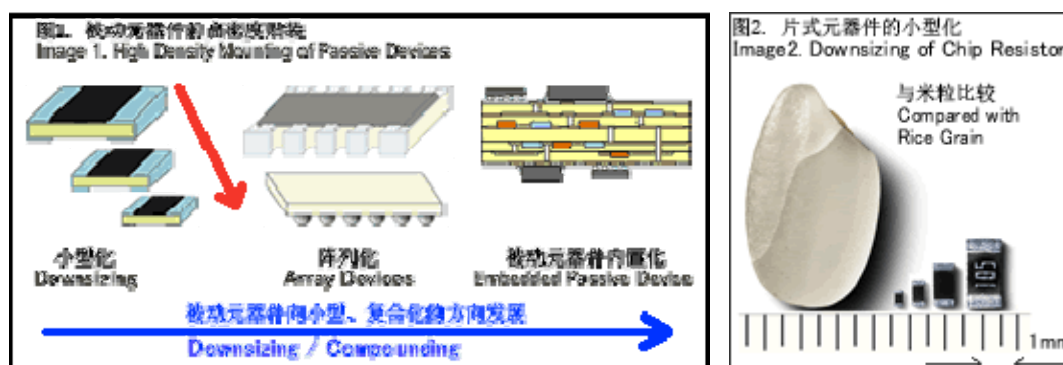 图1. 被动元器件的高密度贴装
Image 1. High Density Mounting of Passive Devices
小型化
Downsizing
阵列化
Array Devices
被动元器件内置化
Embedded Passive Device
被动元器件向小型、复合化的方向发展
Downsizing / Compounding
图2. 片式元器件的小型化
Image2. Downsizing of Chip Resistor
与米粒比较
Compared with
Rice Grain
105
1mm